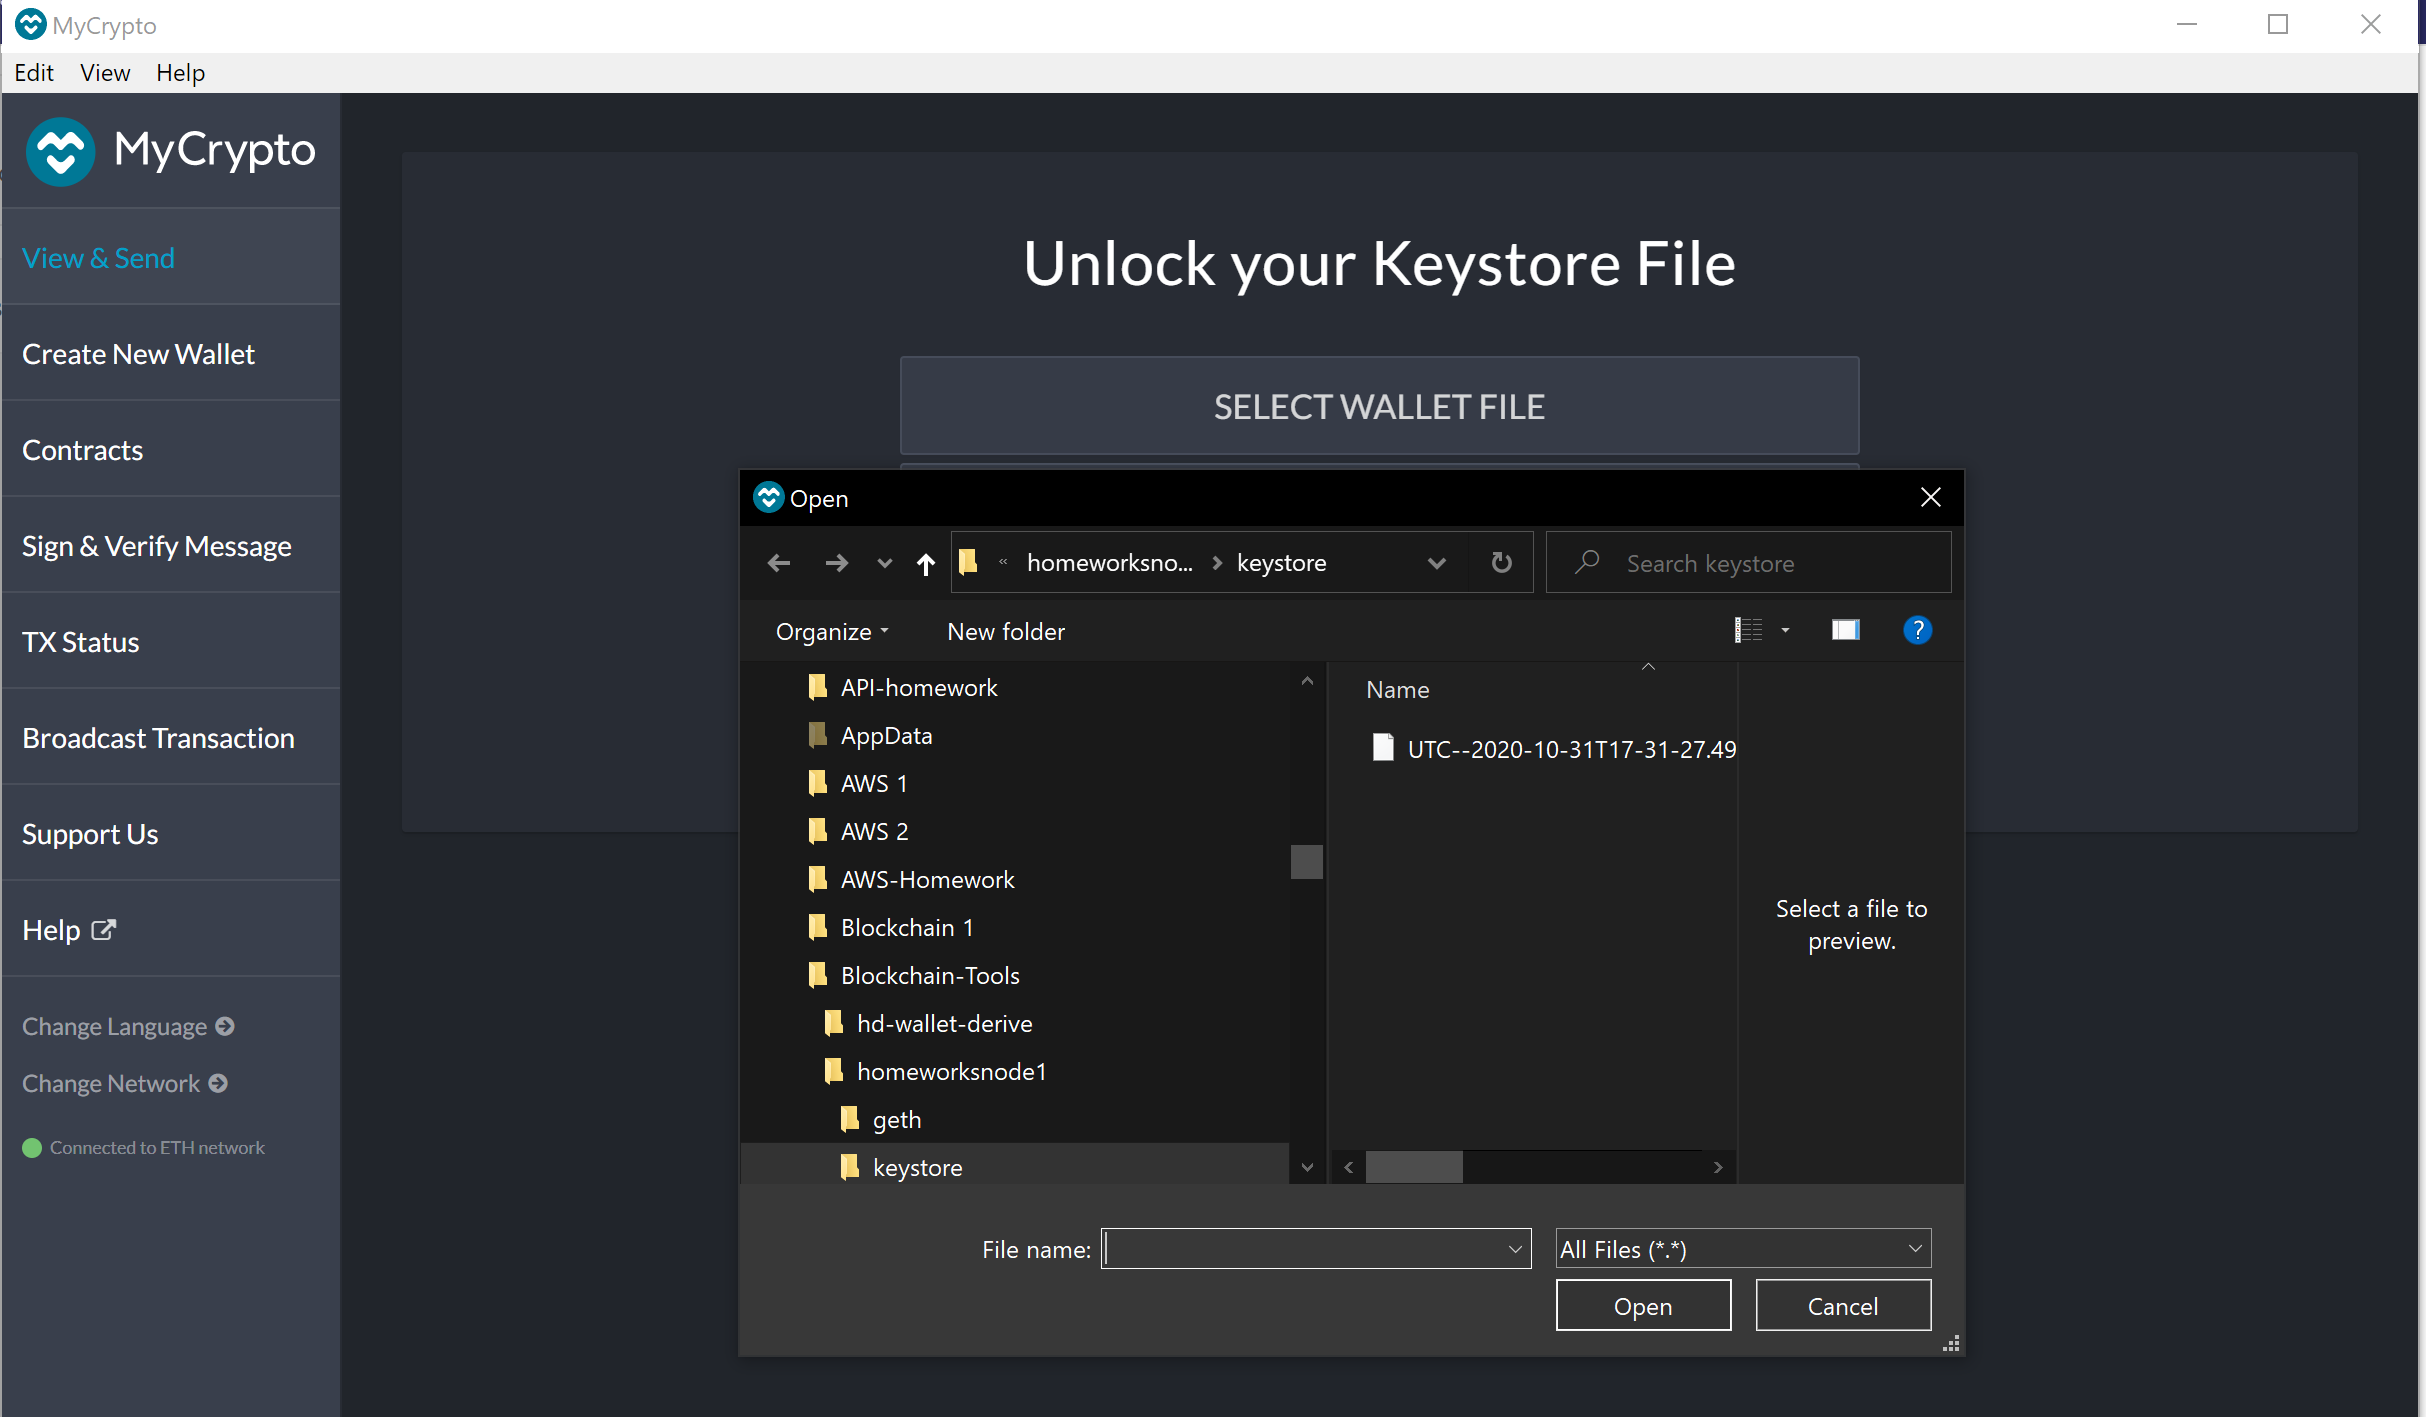 MyCrypto
Edit View Help
MyCrypto
View & Send
Create New Wallet
Contracts
Sign & Verify Message
TX Status
Broadcast Transaction
Support Us
Help
Change Language
Change Network
Connected to ETH network
Unlock your Keystore File
SELECT WALLET FILE
Open
« homeworksno... > keystore
Search keystore
Organize
New folder
?
API-homework
AppData
AWS 1
AWS 2
AWS-Homework
Blockchain 1
Blockchain-Tools
hd-wallet-derive
homeworksnode1
geth
keystore
Name
UTC--2020-10-31T17-31-27.49
Select a file to
preview.
File name:
All Files (*.*)
Open
Cancel